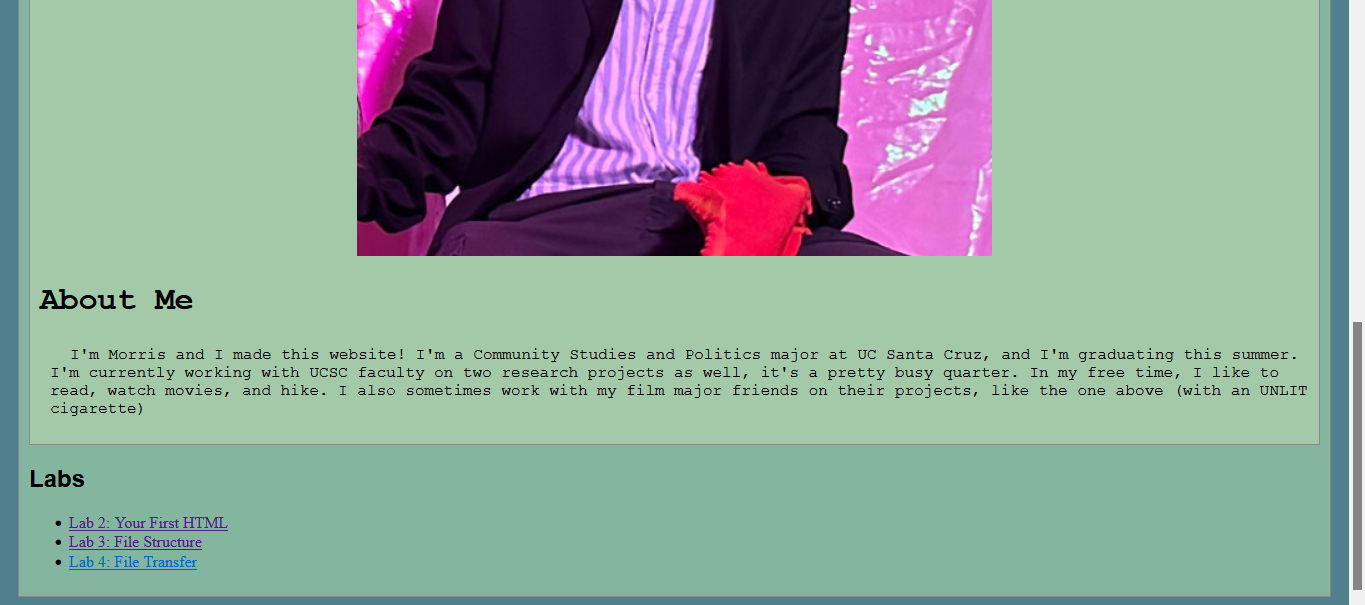 About Me
I'm Morris and I made this website! I'm a Community Studies and Politics major at UC Santa Cruz, and I'm graduating this summer.
I'm currently working with UCSC faculty on two research projects as well, it's a pretty busy quarter. In my free time, I like to
read, watch movies, and hike. I also sometimes work with my film major friends on their projects, like the one above (with an UNLIT
cigarette)
Labs
Lab 2: Your First HTML
Lab 3: File Structure
Lab 4: File Transfer